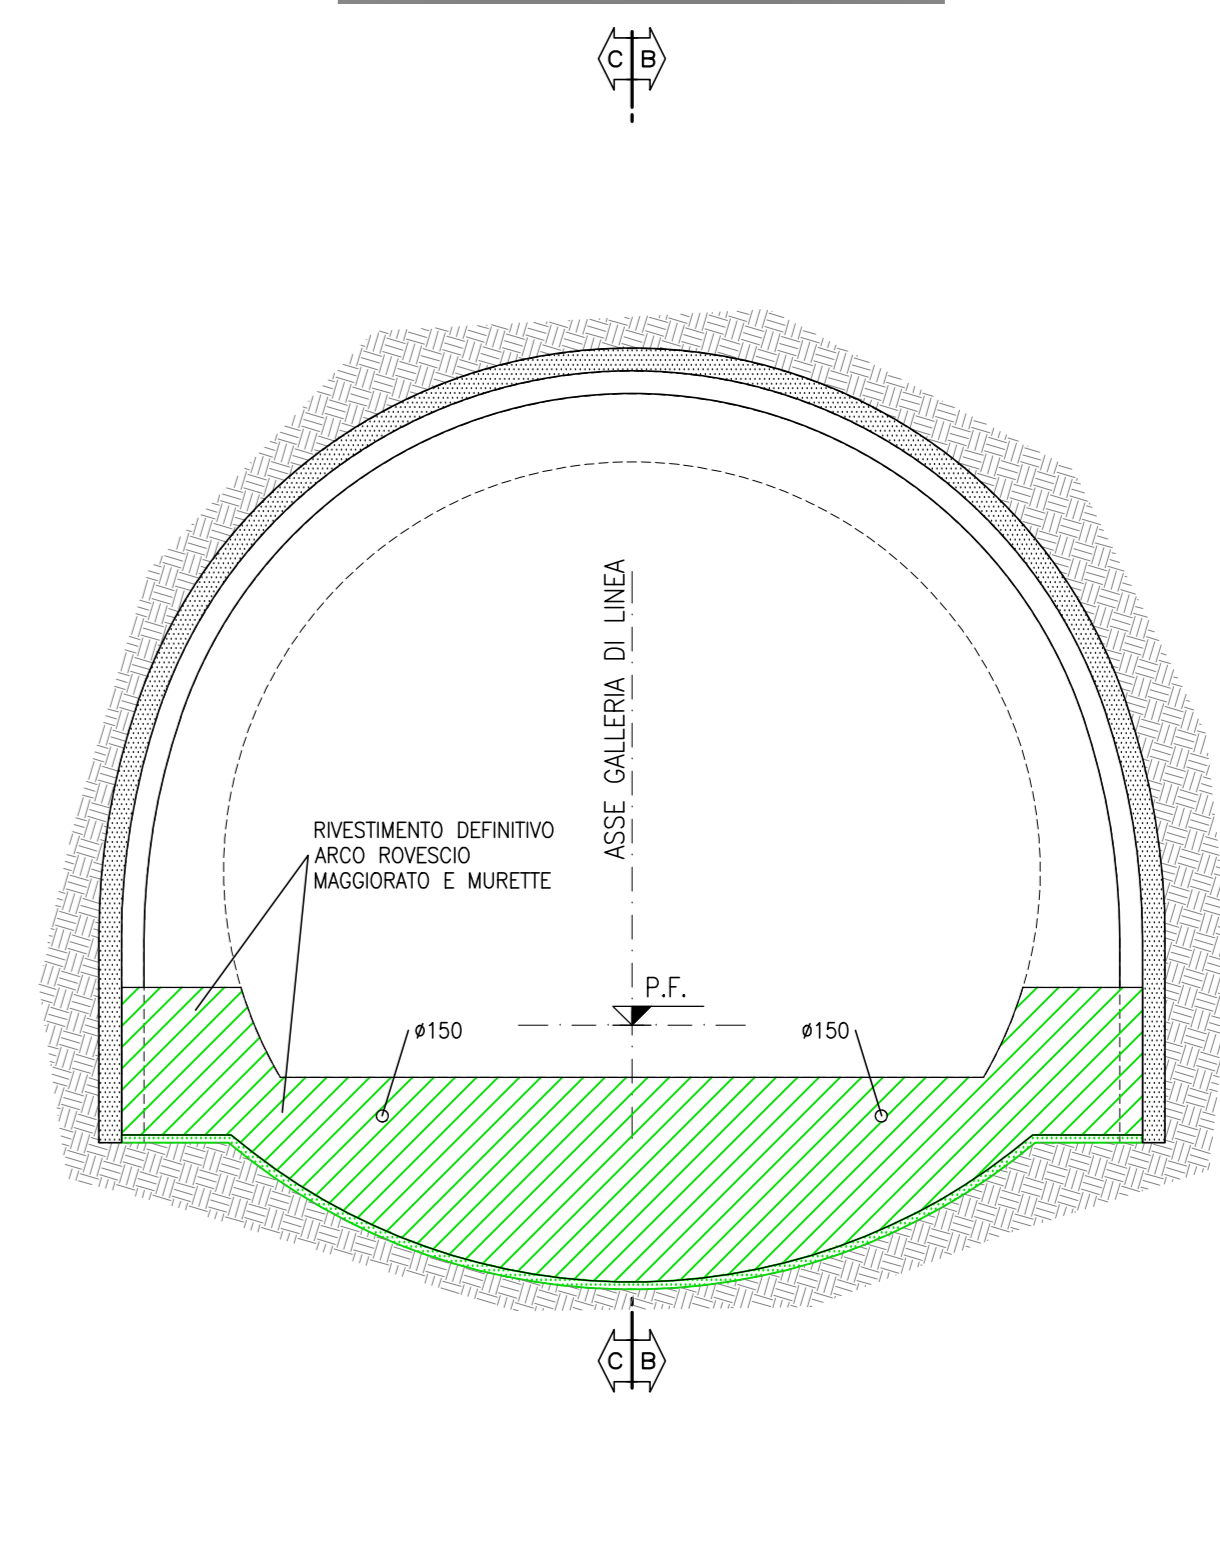 C B
ASSE GALLERIA DI LINEA
RIVESTIMENTO DEFINITIVO
ARCO ROVESCIO
MAGGIORATO E MURETTE
P.F.
ø150
ø150
C B